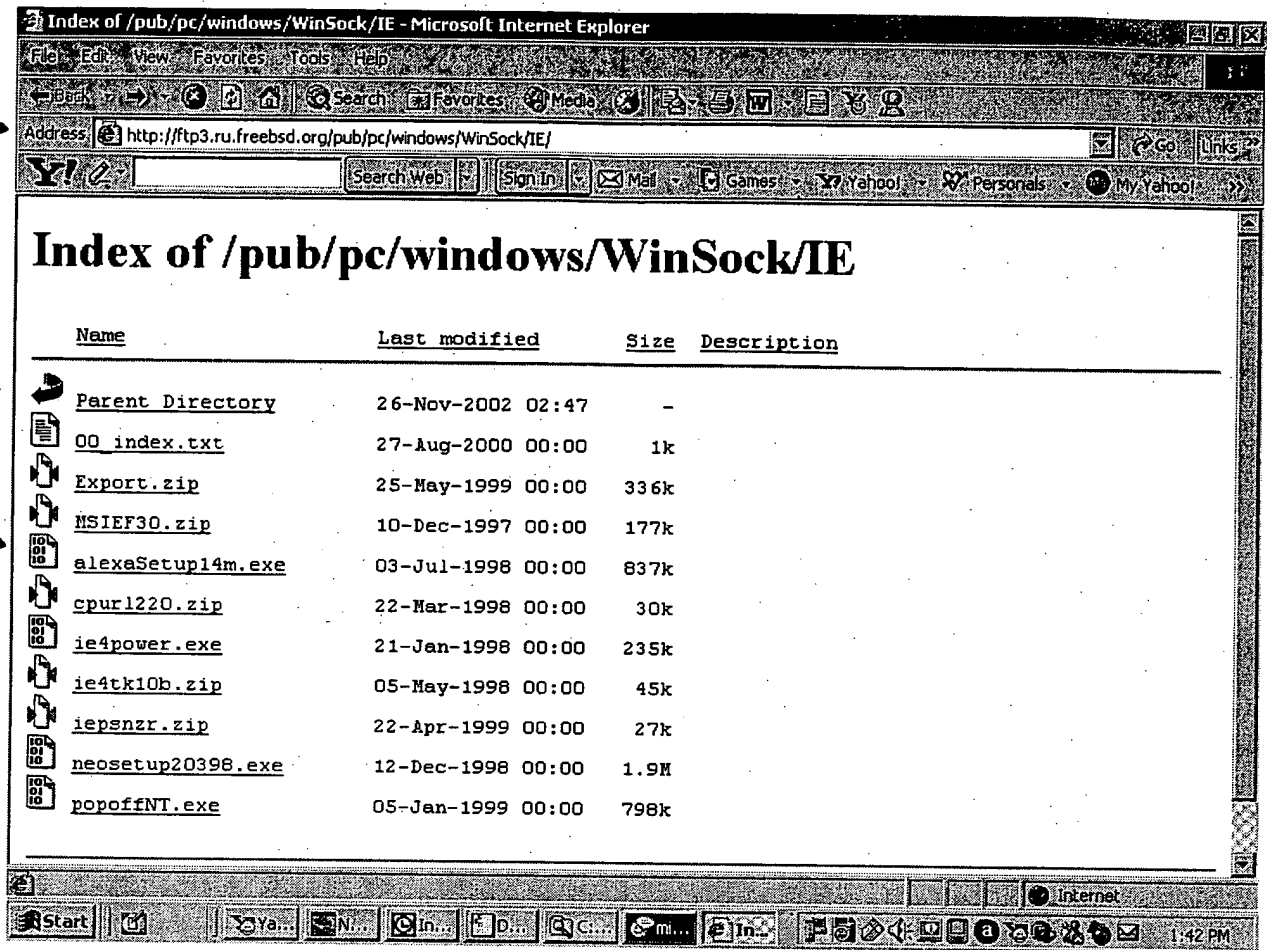 Index of /pub/pc/windows/WinSock/IE - Microsoft Internet Explorer
File Edit View Favorites Tools Help
Back Search Favorites Media
Address http://ftp3.ru.freebsd.org/pub/pc/windows/WinSock/IE/ Go Links »
Y! Search Web Sign In Mail Games Yahoo! Personals My Yahoo! »
Index of /pub/pc/windows/WinSock/IE
Name Last modified Size Description
Parent Directory 26-Nov-2002 02:47 -
00_index.txt 27-Aug-2000 00:00 1k
Export.zip 25-May-1999 00:00 336k
MSIEF30.zip 10-Dec-1997 00:00 177k
alexaSetup14m.exe 03-Jul-1998 00:00 837k
cpurl220.zip 22-Mar-1998 00:00 30k
ie4power.exe 21-Jan-1998 00:00 235k
ie4tk10b.zip 05-May-1998 00:00 45k
iepsnzr.zip 22-Apr-1999 00:00 27k
neosetup20398.exe 12-Dec-1998 00:00 1.9M
popoffNT.exe 05-Jan-1999 00:00 798k
Internet
Start Ya... N... In... D... C:... mi... In... 1:42 PM